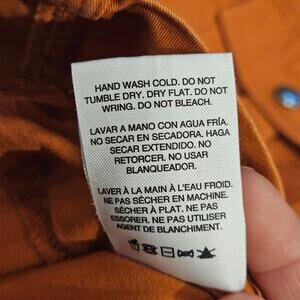 HAND WASH COLD. DO NOT
TUMBLE DRY. DRY FLAT. DO NOT
WRING. DO NOT BLEACH.
LAVAR A MANO CON AGUA FRÍA.
NO SECAR EN SECADORA. HAGA
SECAR EXTENDIDO. NO
RETORCER. NO USAR
BLANQUEADOR.
LAVER À LA MAIN À L'EAU FROID.
NE PAS SÉCHER EN MACHINE.
SÉCHER À PLAT. NE PAS
ESSORER. NE PAS UTILISER
AGENT DE BLANCHIMENT.